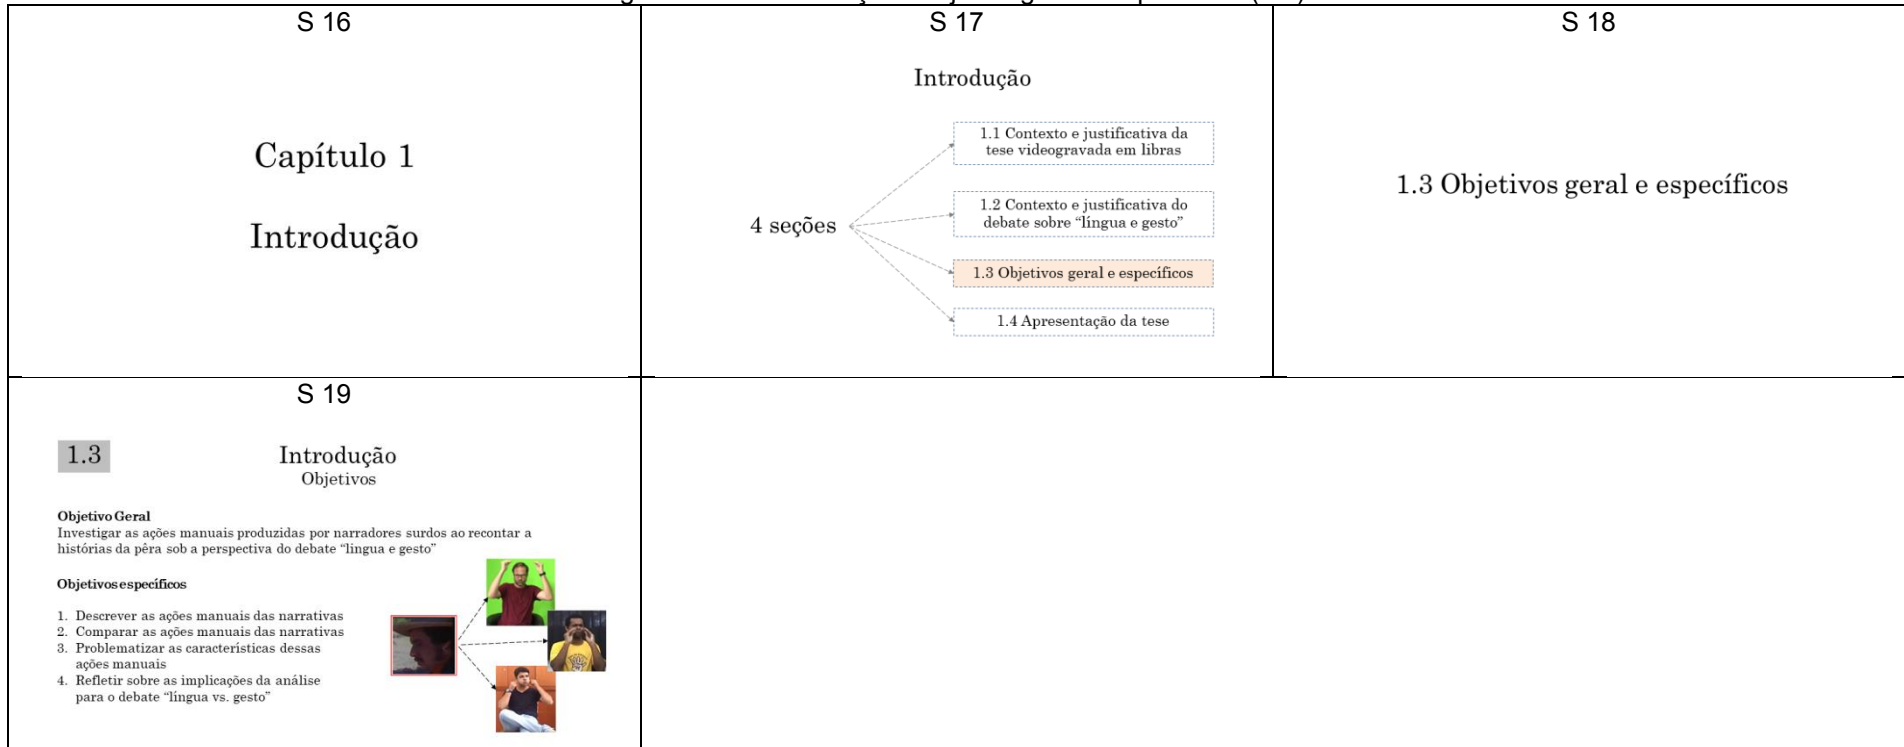 S 16
Capítulo 1
Introdução
S 17
Introdução
4 seções
1.1 Contexto e justificativa da
tese videogravada em libras
1.2 Contexto e justificativa do
debate sobre “língua e gesto”
1.3 Objetivos geral e específicos
1.4 Apresentação da tese
S 18
1.3 Objetivos geral e específicos
S 19
1.3
Introdução
Objetivos
Objetivo Geral
Investigar as ações manuais produzidas por narradores surdos ao recontar a
histórias da pêra sob a perspectiva do debate “lingua e gesto”
Objetivos específicos
1. Descrever as ações manuais das narrativas
2. Comparar as ações manuais das narrativas
3. Problematizar as características dessas
ações manuais
4. Refletir sobre as implicações da análise
para o debate “língua vs. gesto”